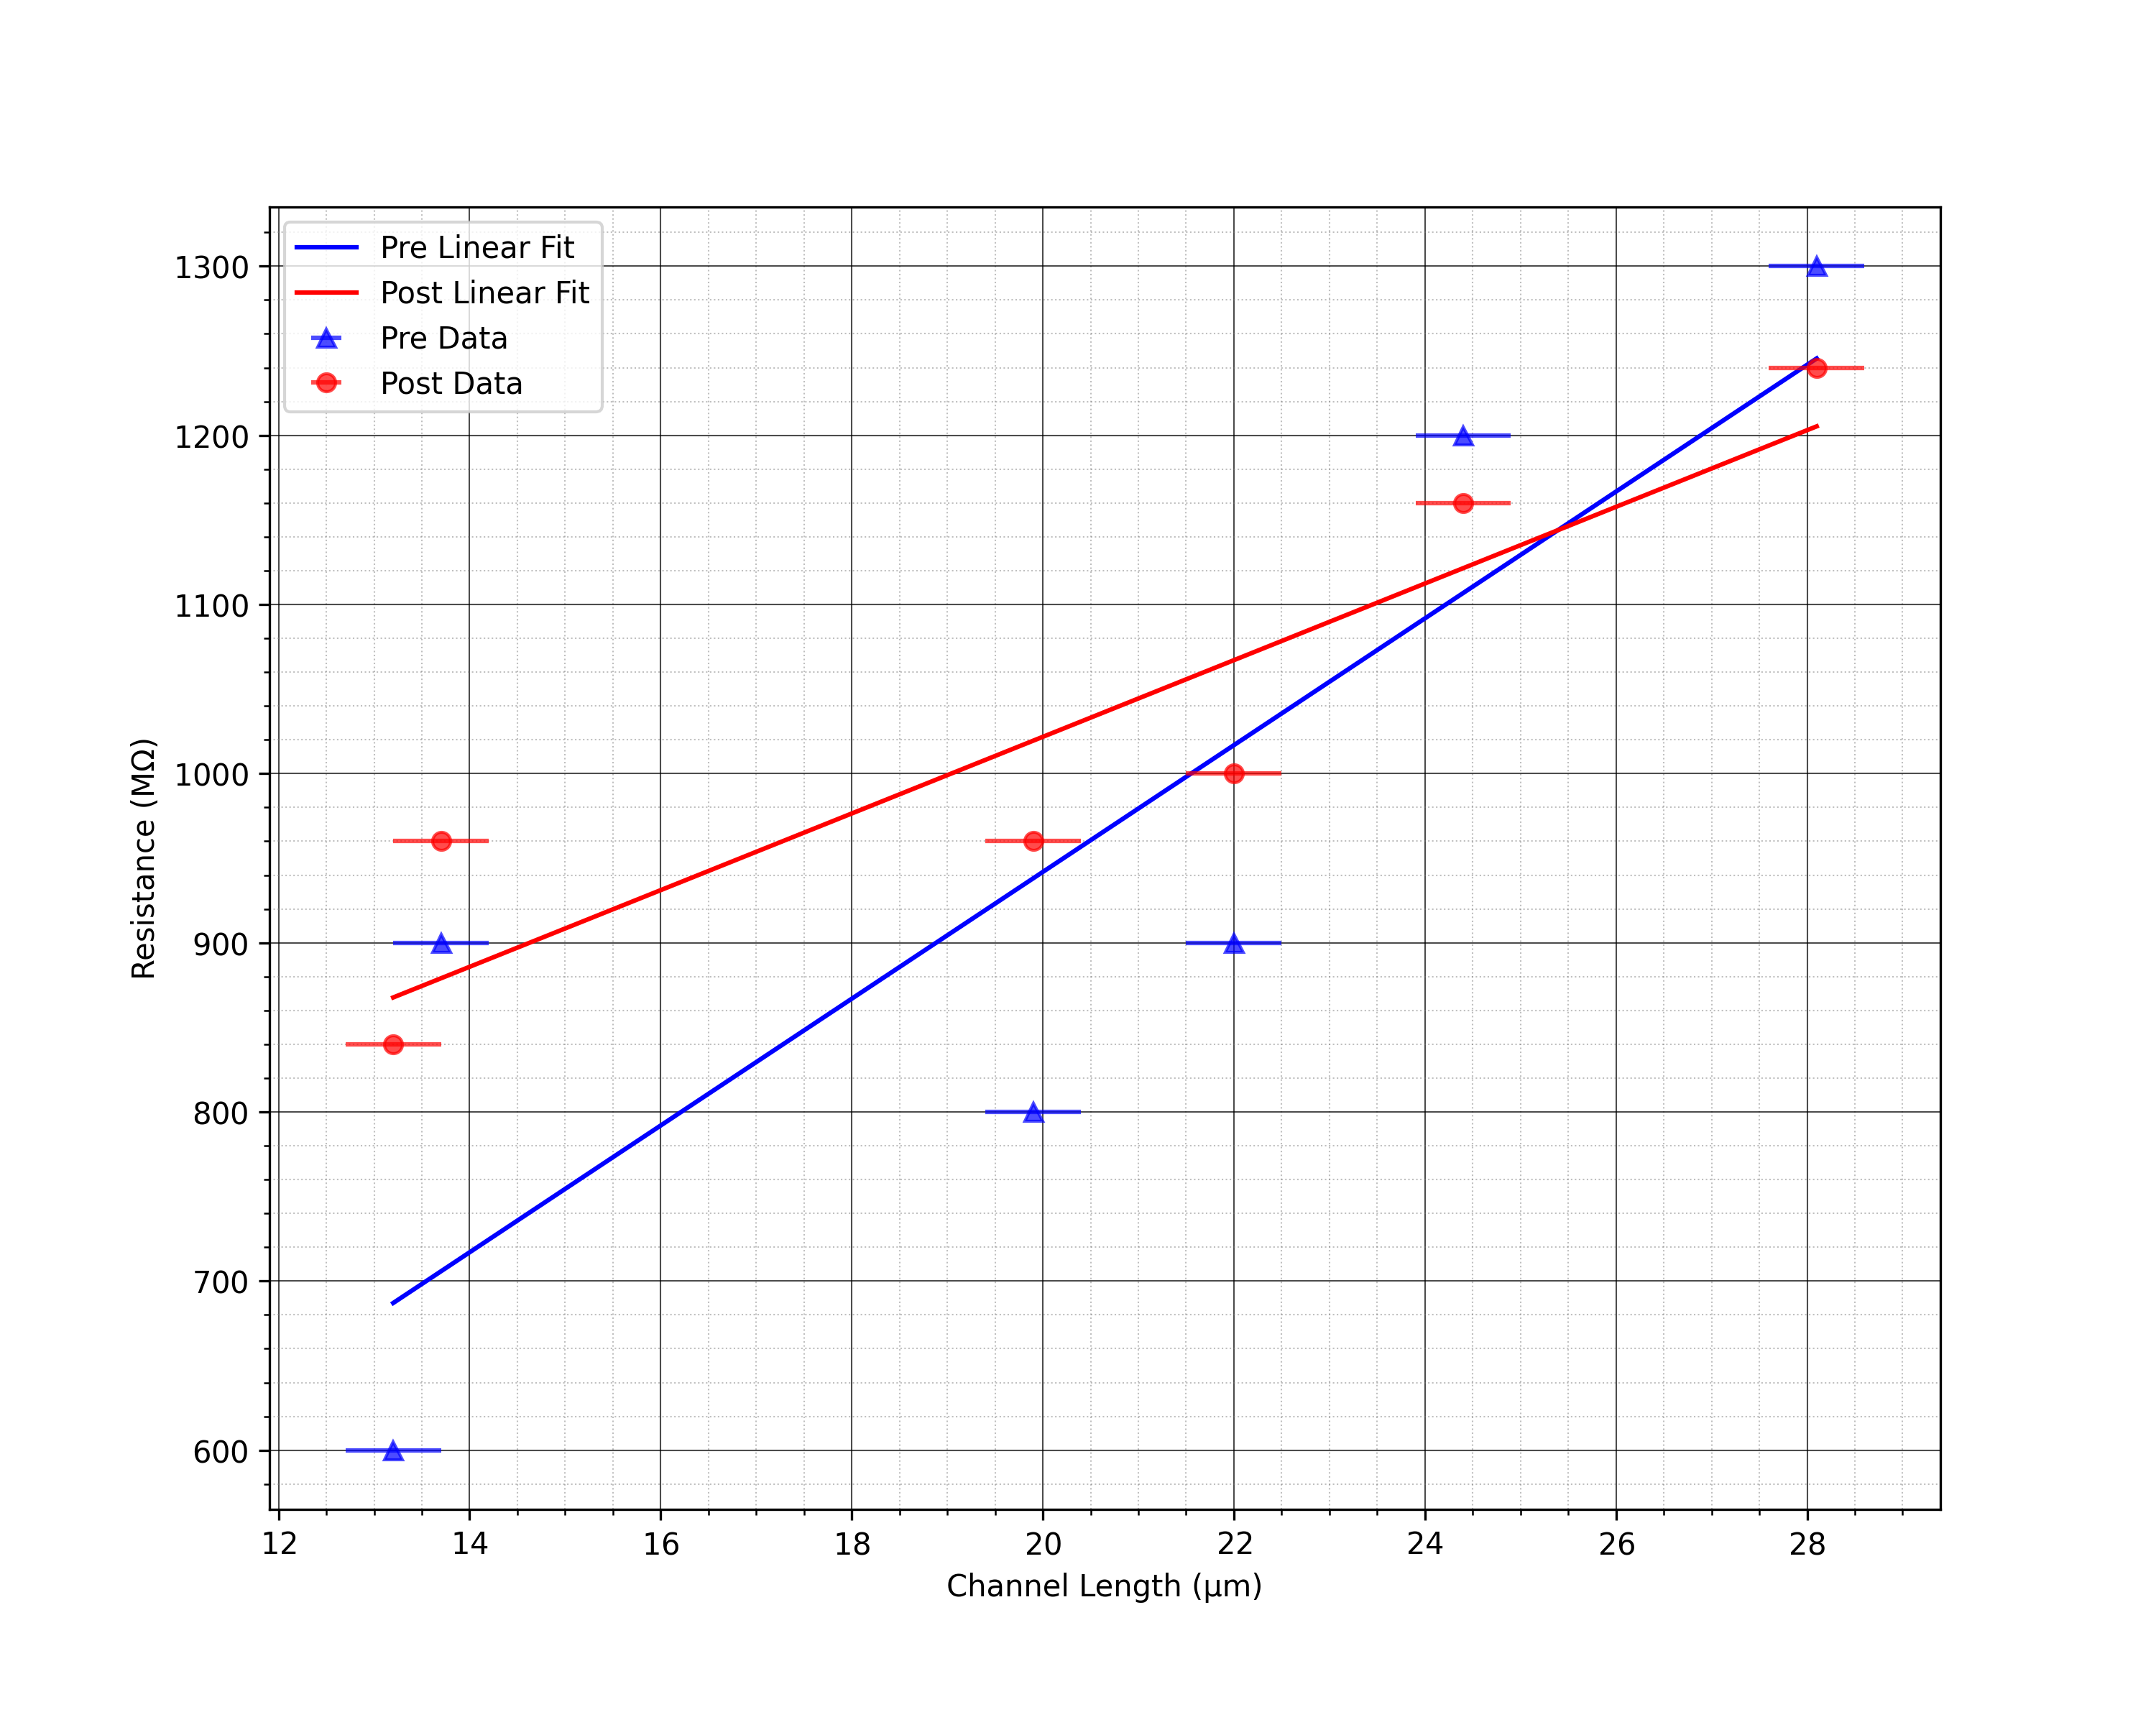 Pre Linear Fit
Post Linear Fit
Pre Data
Post Data
1300
1200
1100
1000
900
800
700
600
Resistance (MΩ)
12 14 16 18 20 22 24 26 28
Channel Length (μm)